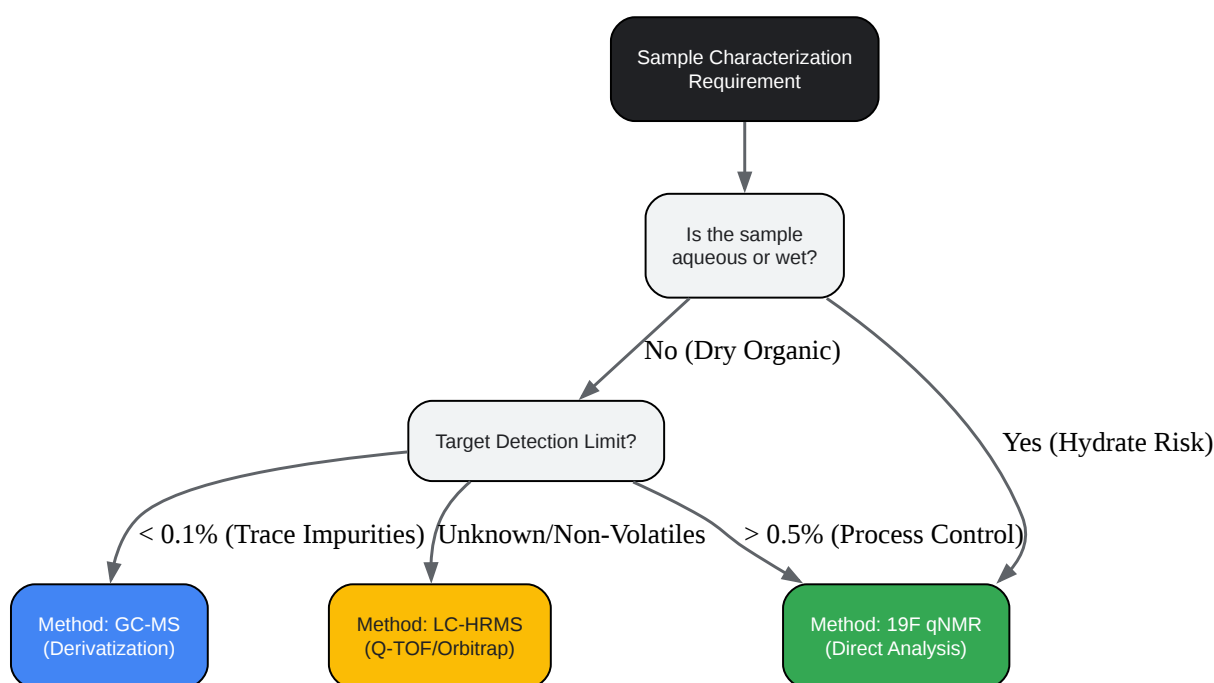 Sample Characterization
Requirement
Is the sample
aqueous or wet?
No (Dry Organic)
Yes (Hydrate Risk)
Target Detection Limit?
< 0.1% (Trace Impurities)
Unknown/Non-Volatiles
> 0.5% (Process Control)
Method: GC-MS
(Derivatization)
Method: LC-HRMS
(Q-TOF/Orbitrap)
Method: 19F qNMR
(Direct Analysis)